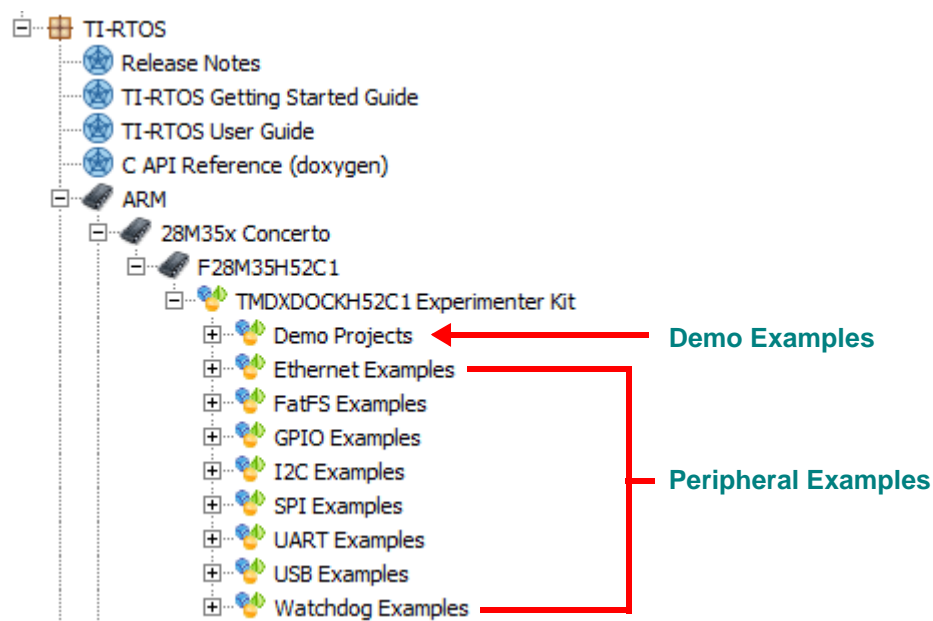 TI-RTOS
Release Notes
TI-RTOS Getting Started Guide
TI-RTOS User Guide
C API Reference (doxygen)
ARM
28M35x Concerto
F28M35H52C1
TMDXDOCKH52C1 Experimenter Kit
Demo Projects
Demo Examples
Ethernet Examples
FatFS Examples
GPIO Examples
I2C Examples
Peripheral Examples
SPI Examples
UART Examples
USB Examples
Watchdog Examples